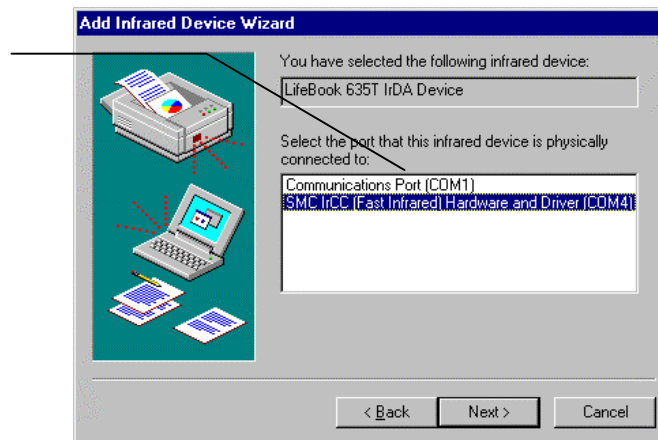 Add Infrared Device Wizard
You have selected the following infrared device:
LifeBook 635T IrDA Device
Select the port that this infrared device is physically
connected to:
Communications Port (COM1)
SMC IrCC (Fast Infrared) Hardware and Driver (COM4)
< Back
Next >
Cancel